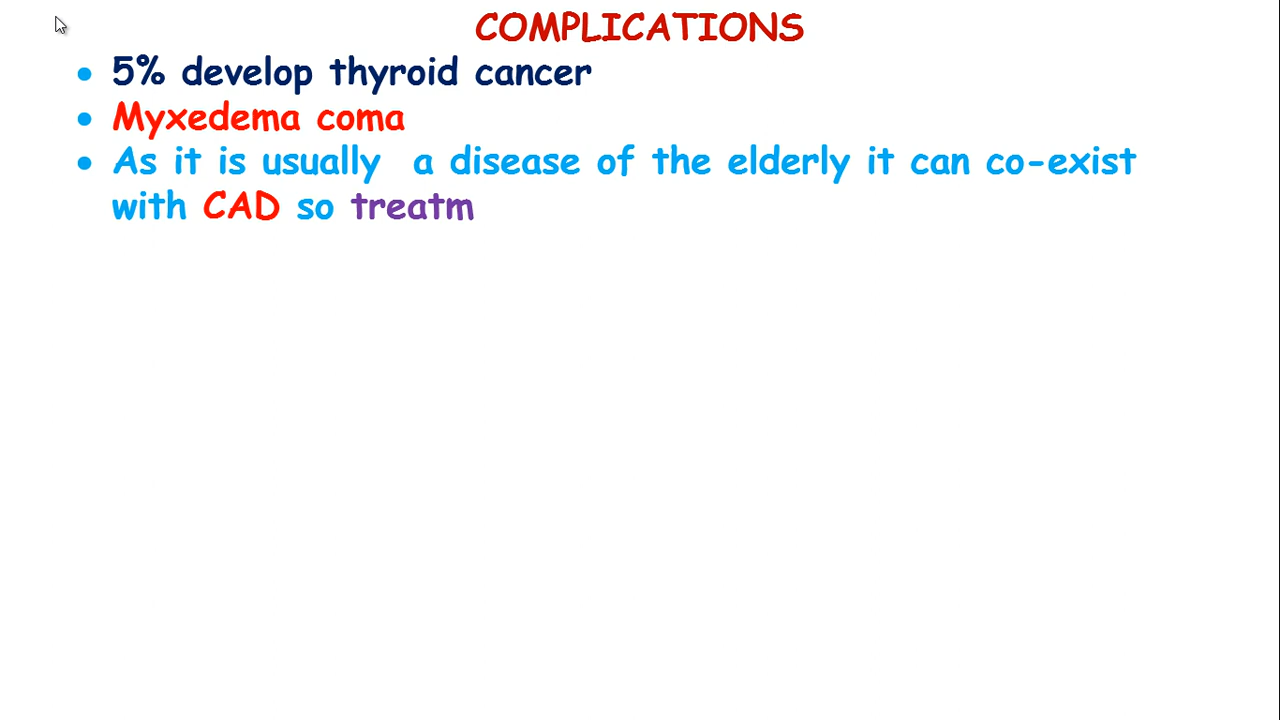 COMPLICATIONS
• 5% develop thyroid cancer
• Myxedema coma
• As it is usually  a disease of the elderly it can co-exist
with CAD so treatm